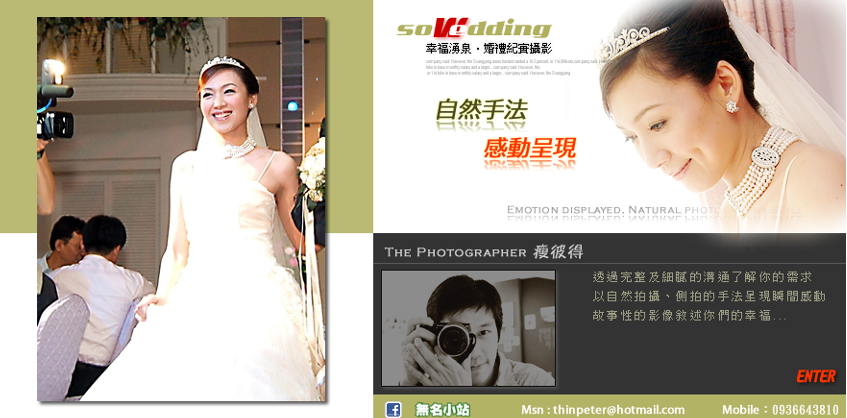 soWedding
幸福湧泉・婚禮紀實攝影
自然手法
感動呈現
EMOTION DISPLAYED, NATURAL
THE PHOTOGRAPHER 瘦彼得
透過完整及細膩的溝通了解你的需求
以自然拍攝、側拍的手法呈現瞬間感動
故事性的影像敘述你們的幸福...
ENTER
無名小站
Msn : thinpeter@hotmail.com
Mobile：0936643810